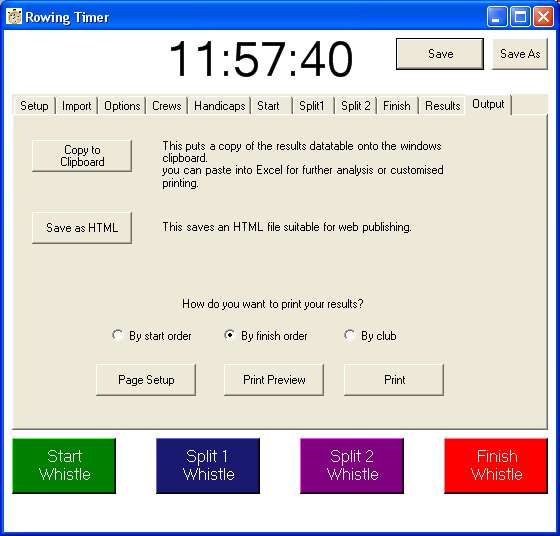 Rowing Timer
11:57:40
Save
Save As
Setup Import Options Crews Handicaps Start Split1 Split 2 Finish Results Output
Copy to
Clipboard
This puts a copy of the results datatable onto the windows
clipboard.
you can paste into Excel for further analysis or customised
printing.
Save as HTML
This saves an HTML file suitable for web publishing.
How do you want to print your results?
By start order By finish order By club
Page Setup Print Preview Print
Start
Whistle
Split 1
Whistle
Split 2
Whistle
Finish
Whistle